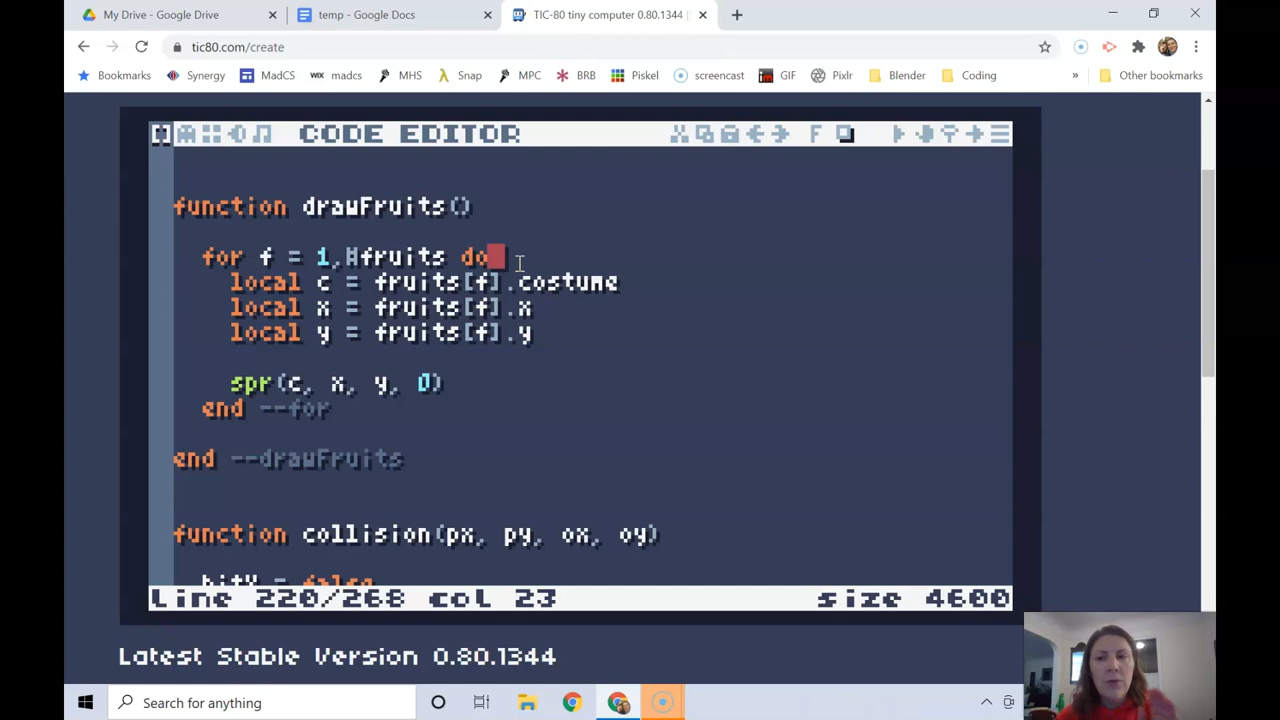 My Drive - Google Drive
temp - Google Docs
TIC-80 tiny computer 0.80.1344
tic80.com/create
Bookmarks
Synergy
MadCS
WIX madcs
MHS
Snap
MPC
BRB
Piskel
screencast
im GIF
Pixlr
Blender
Coding
»
Other bookmarks
CODE EDITOR
F
function drawFruits()
for f = 1,#fruits do
local c = fruits[f].costume
local x = fruits[f].x
local y = fruits[f].y
spr(c, x, y, 0)
end --for
end --drawFruits
function collision(px, py, ox, oy)
hitX = false
Line 220/268 col 23
size 4600
Latest Stable Version 0.80.1344
Search for anything